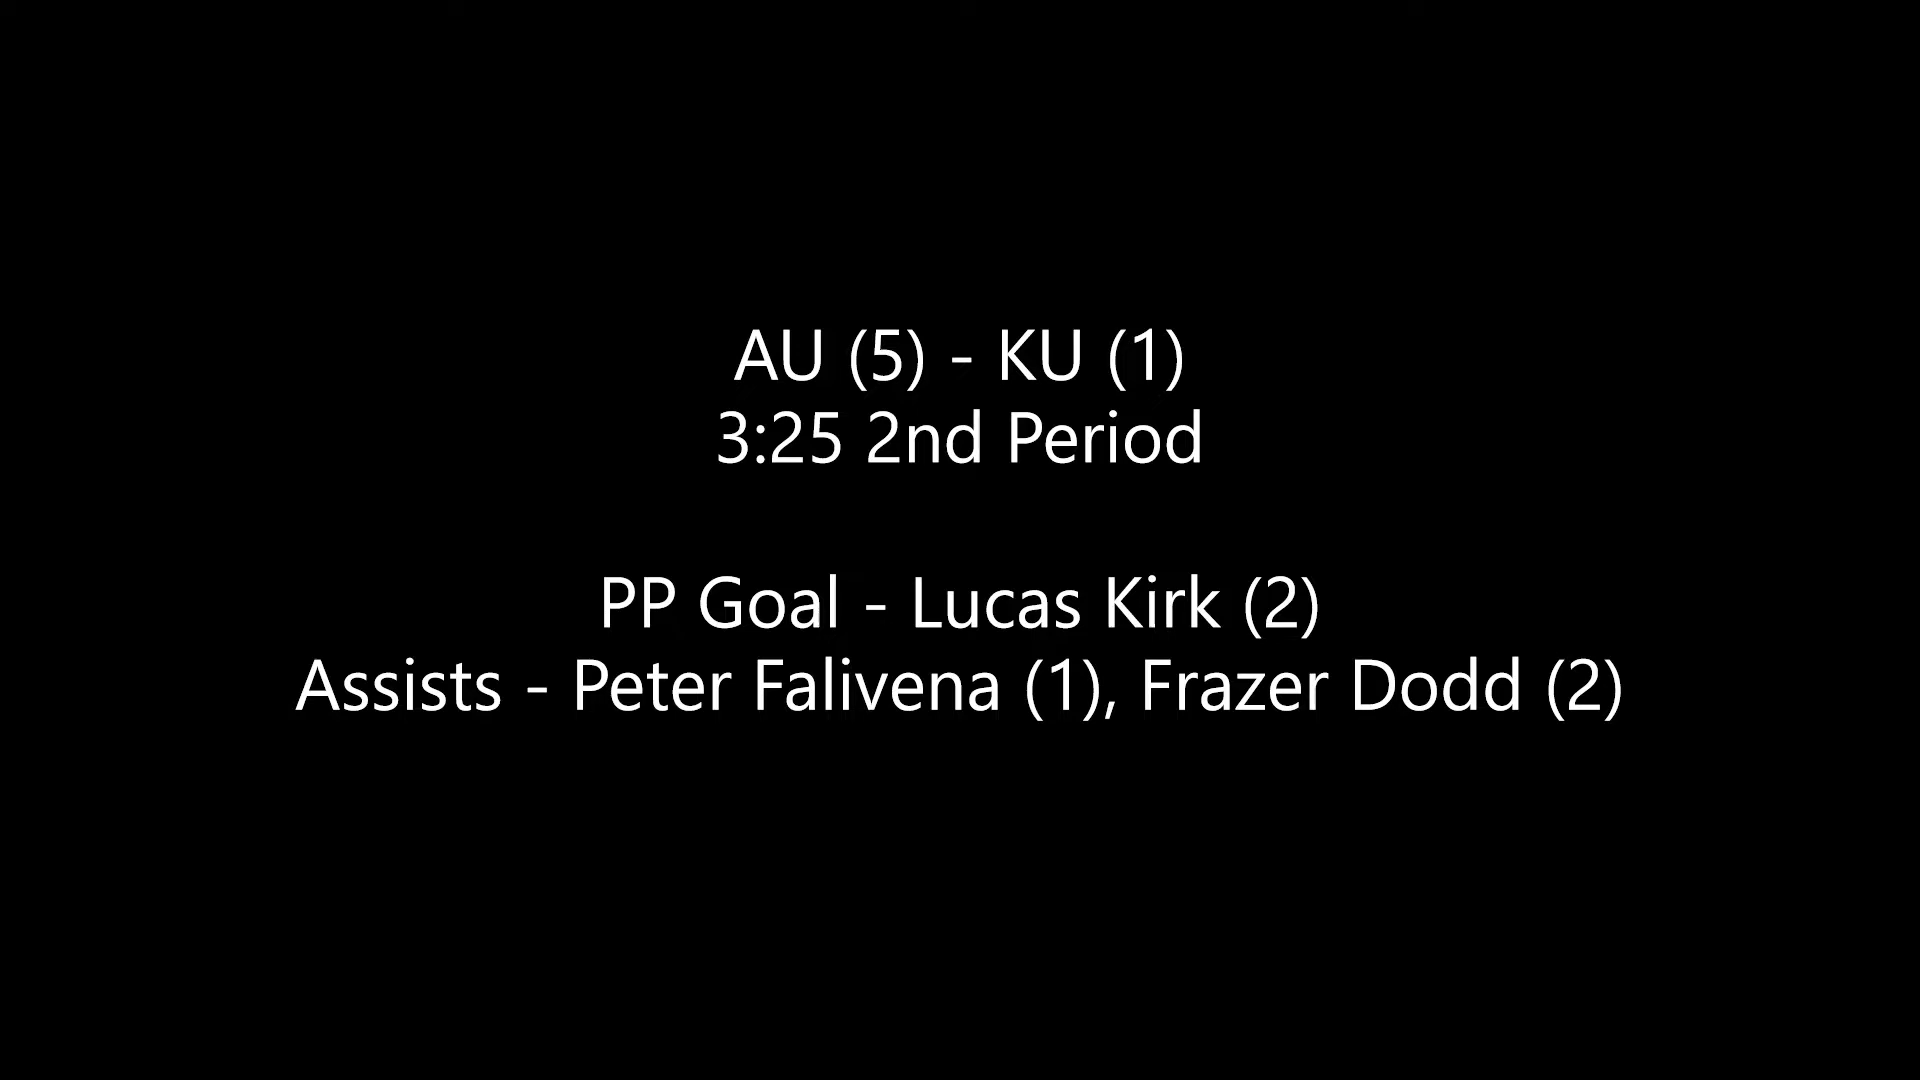 AU (5) - KU (1)
3:25 2nd Period
PP Goal - Lucas Kirk (2)
Assists - Peter Falivena (1), Frazer Dodd (2)